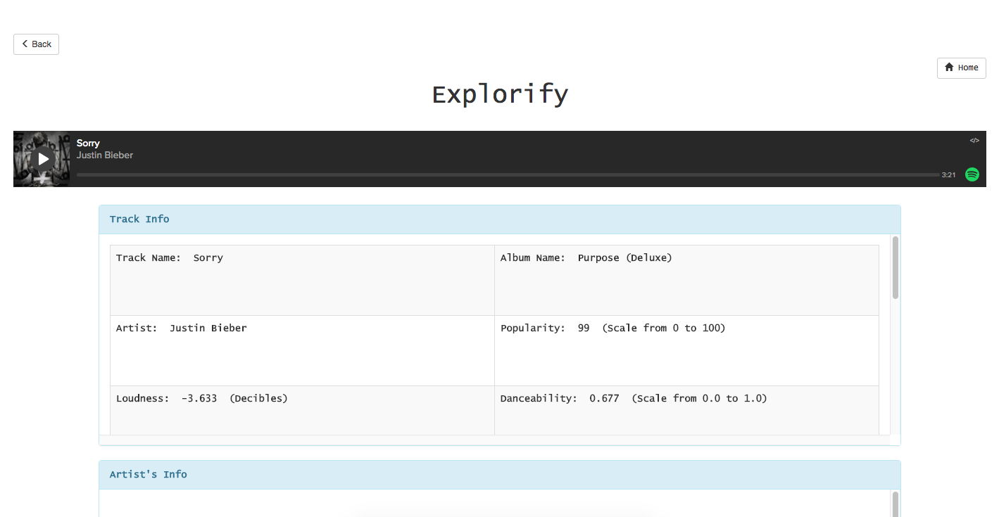 Back
Home
Explorify
Sorry
</>
Justin Bieber
3:21
Track Info
Track Name: Sorry
Album Name: Purpose (Deluxe)
Artist: Justin Bieber
Popularity: 99 (Scale from 0 to 100)
Loudness: -3.633 (Decibles)
Danceability: 0.677 (Scale from 0.0 to 1.0)
Artist's Info